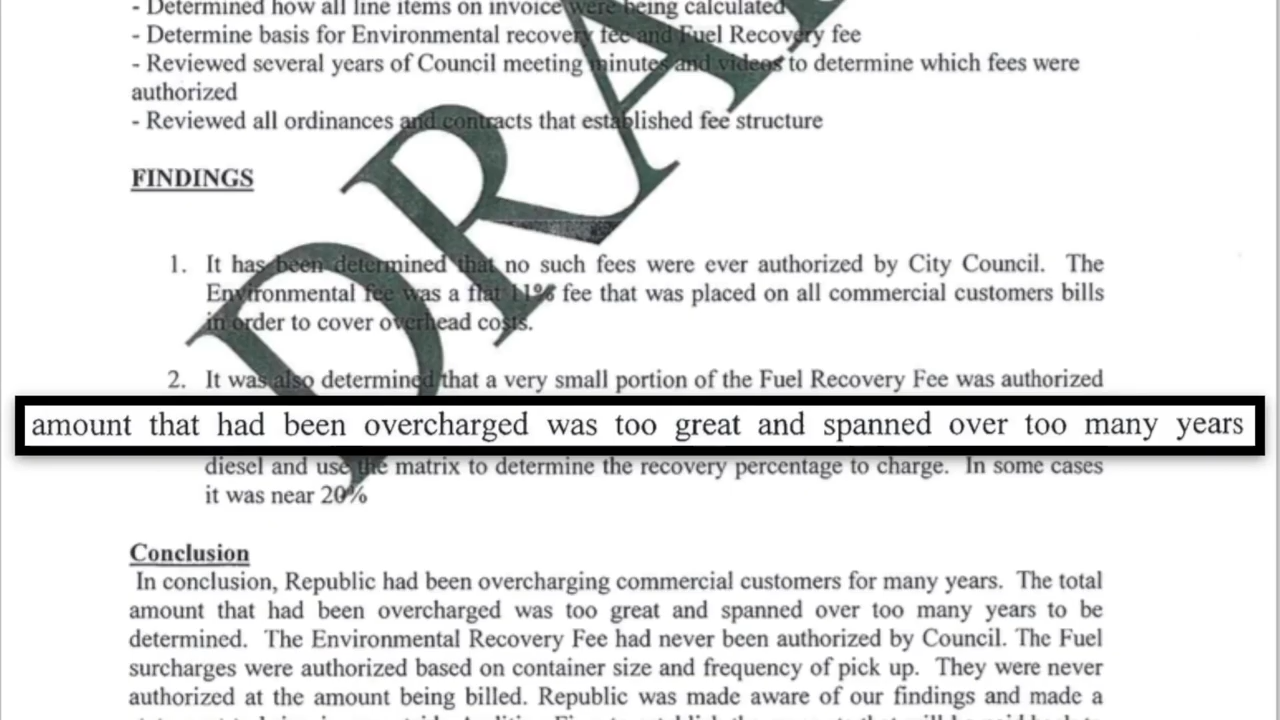 - Determined how all line items on invoice were being calculated
- Determine basis for Environmental recovery fee and Fuel Recovery fee
- Reviewed several years of Council meeting minutes and videos to determine which fees were
authorized
- Reviewed all ordinances and contracts that established fee structure
FINDINGS
1. It has been determined that no such fees were ever authorized by City Council. The
Environmental fee was a flat 11% fee that was placed on all commercial customers bills
in order to cover overhead costs.
2. It was also determined that a very small portion of the Fuel Recovery Fee was authorized
amount that had been overcharged was too great and spanned over too many years
diesel and use the matrix to determine the recovery percentage to charge. In some cases
it was near 20%
Conclusion
In conclusion, Republic had been overcharging commercial customers for many years. The total
amount that had been overcharged was too great and spanned over too many years to be
determined. The Environmental Recovery Fee had never been authorized by Council. The Fuel
surcharges were authorized based on container size and frequency of pick up. They were never
authorized at the amount being billed. Republic was made aware of our findings and made a